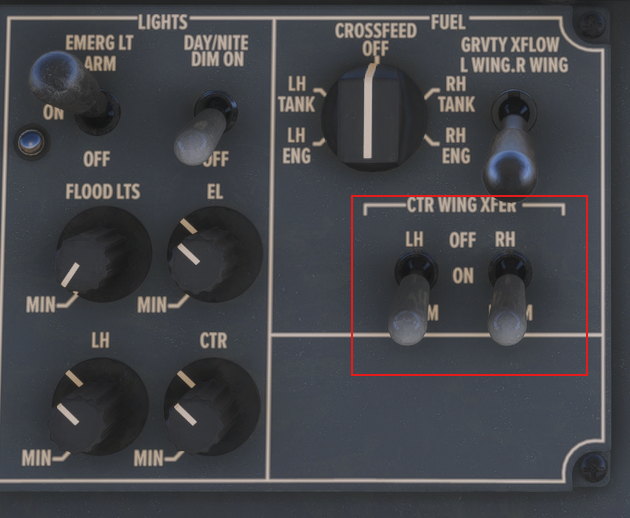 LIGHTS
EMERG LT
ARM
ON
OFF
DAY/NITE
DIM ON
OFF
FLOOD LTS
MIN
EL
MIN
LH
MIN
CTR
MIN
FUEL
CROSSFEED
OFF
LH
TANK
RH
TANK
LH
ENG
RH
ENG
GRVTY XFLOW
L WING.R WING
CTR WING XFER
LH OFF RH
ON
M
M